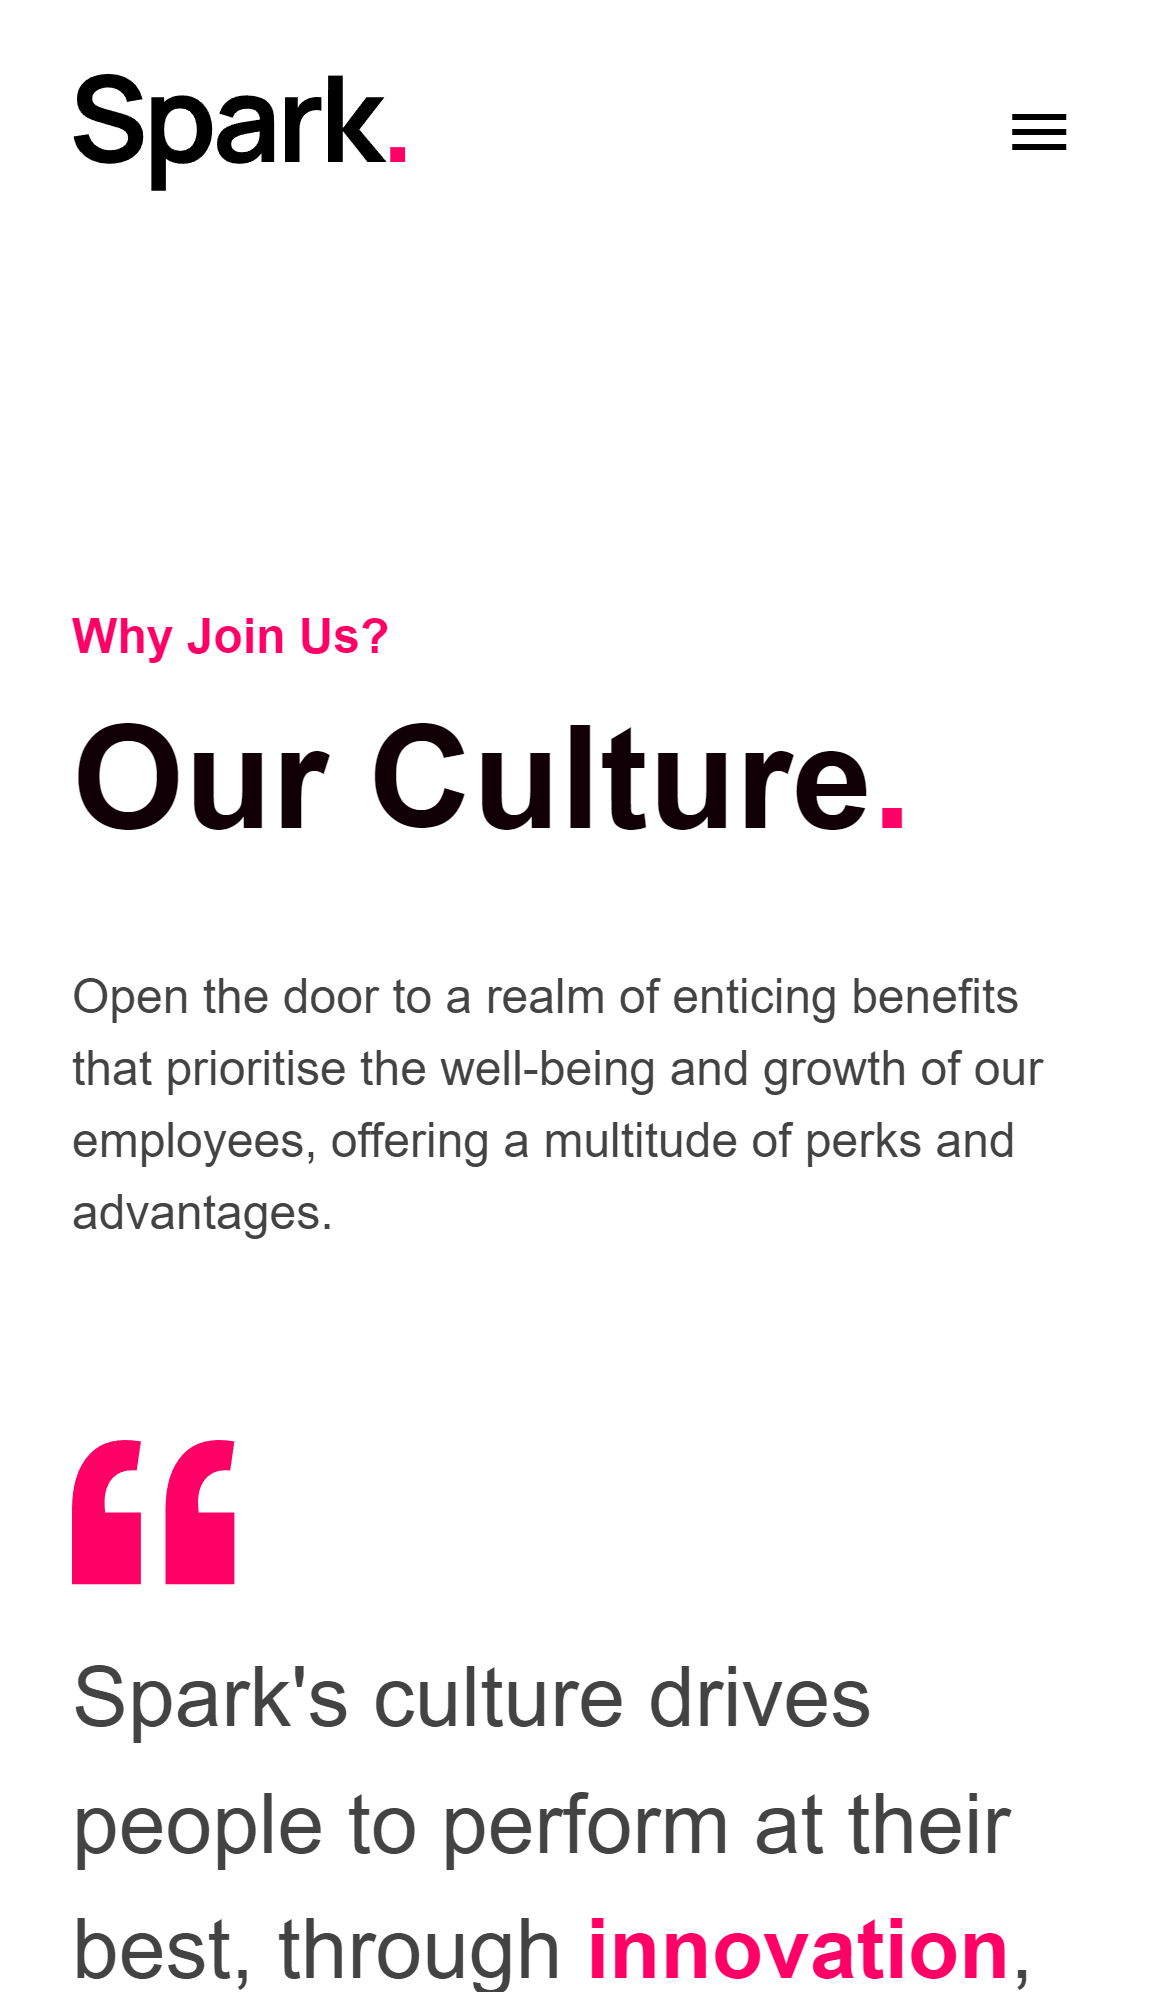 Spark.
Why Join Us?
Our Culture.
Open the door to a realm of enticing benefits
that prioritise the well-being and growth of our
employees, offering a multitude of perks and
advantages.
“
Spark's culture drives
people to perform at their
best, through innovation,